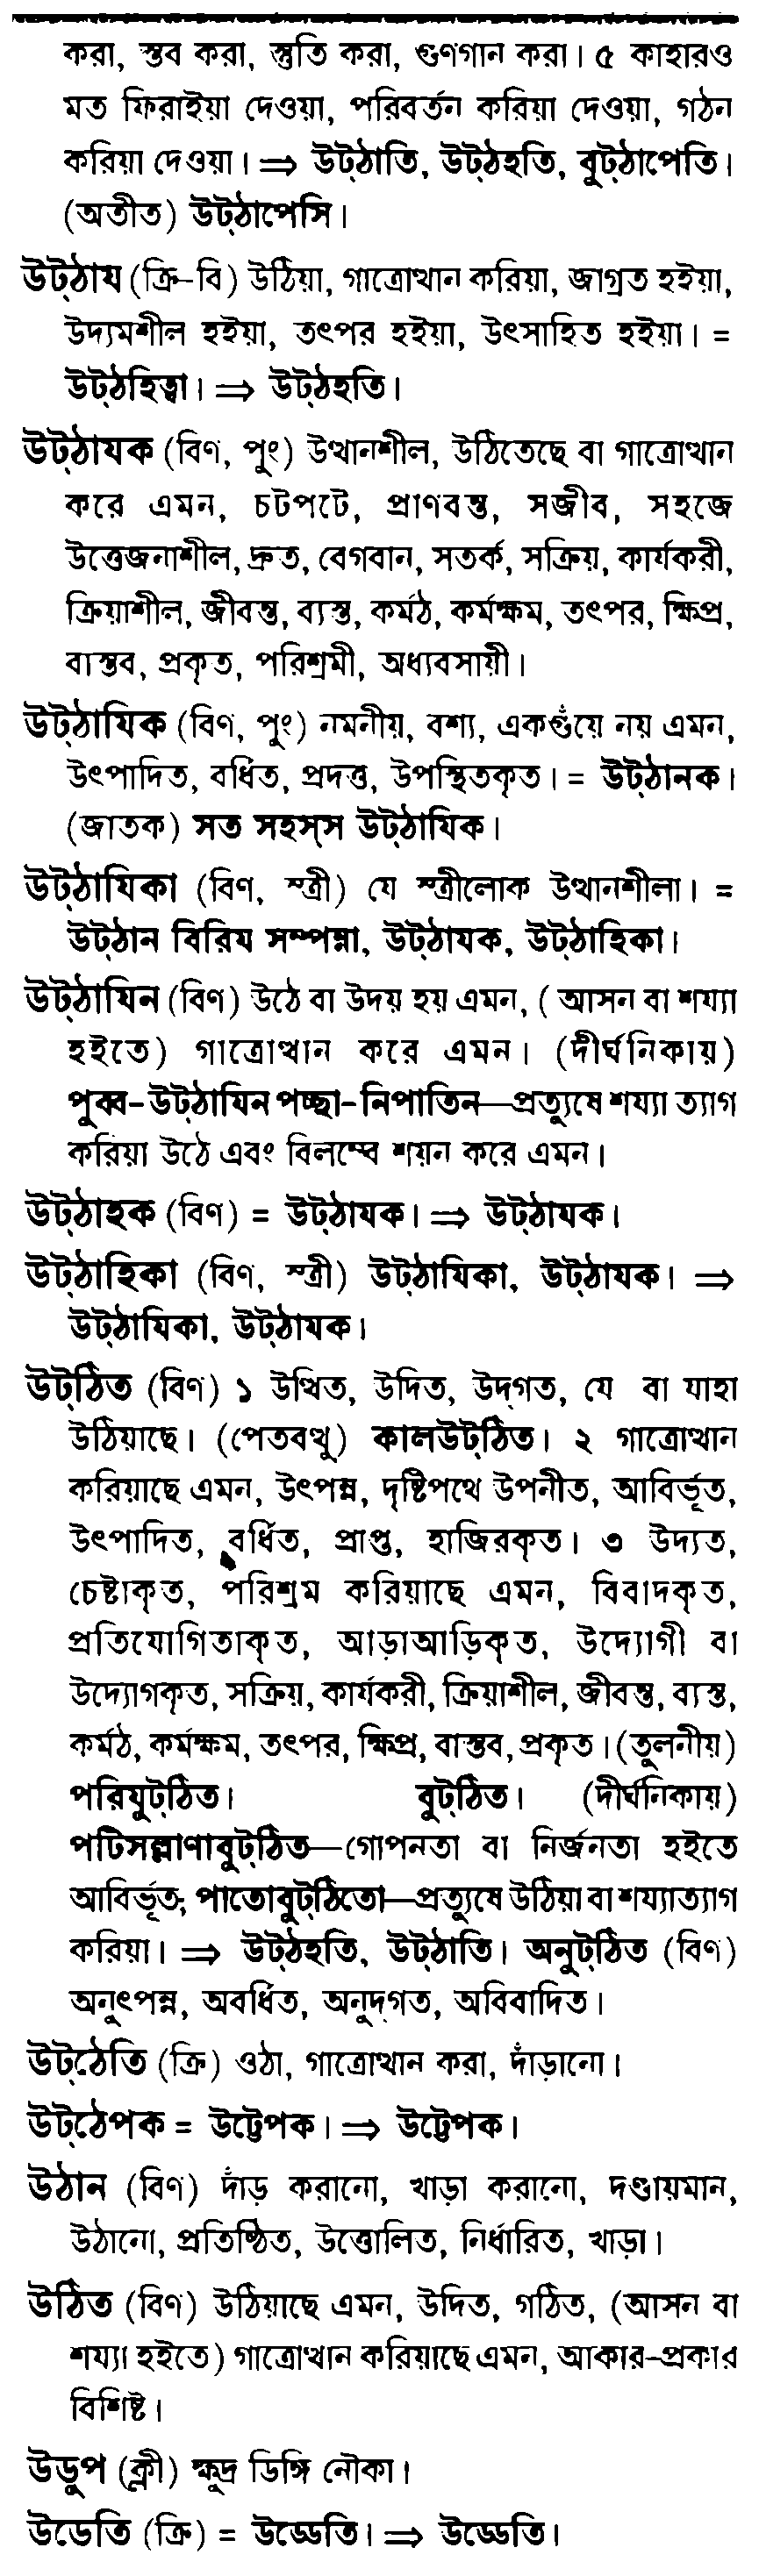 করা, স্তব করা, স্তুতি করা, গুণগান করা। ৫ কাহারও
মত ফিরাইয়া দেওয়া, পরিবর্তন করিয়া দেওয়া, গঠন
করিয়া দেওয়া। ⇒ উট্‌ঠাতি, উট্‌ঠহতি, বুট্‌ঠাপেতি।
(অতীত) উট্‌ঠাপেসি।
উট্‌ঠায (ক্রি–বি) উঠিয়া, গাত্রোত্থান করিয়া, জাগ্রত হইয়া,
উদ্যমশীল হইয়া, তৎপর হইয়া, উৎসাহিত হইয়া। =
উট্‌ঠহিত্বা। ⇒ উট্‌ঠহতি।
উট্‌ঠাযক (বিণ, পুং) উত্থানশীল, উঠিতেছে বা গাত্রোত্থান
করে এমন, চটপটে, প্রাণবন্ত, সজীব, সহজে
উত্তেজনাশীল, দ্রুত, বেগবান, সতর্ক, সক্রিয়, কার্যকরী,
ক্রিয়াশীল, জীবন্ত, ব্যস্ত, কর্মঠ, কর্মক্ষম, তৎপর, ক্ষিপ্র,
বাস্তব, প্রকৃত, পরিশ্রমী, অধ্যবসায়ী।
উট্‌ঠাযিক (বিণ, পুং) নমনীয়, বশ্য, একগুঁয়ে নয় এমন,
উৎপাদিত, বর্ধিত, প্রদত্ত, উপস্থিতকৃত। = উট্‌ঠানক।
(জাতক) সত সহস্‌স উট্‌ঠাযিক।
উট্‌ঠাযিকা (বিণ, স্ত্রী) যে স্ত্রীলোক উত্থানশীলা। =
উট্‌ঠান বিরিয সম্পন্না, উট্‌ঠাযক, উট্‌ঠাহিকা।
উট্‌ঠাযিন (বিণ) উঠে বা উদয় হয় এমন, ( আসন বা শয্যা
হইতে) গাত্রোত্থান করে এমন। (দীর্ঘনিকায়)
পুব্ব–উট্‌ঠাযিন পচ্ছা–নিপাতিন—প্রত্যুষে শয্যা ত্যাগ
করিয়া উঠে এবং বিলম্বে শয়ন করে এমন।
উট্‌ঠাহক (বিণ) = উট্‌ঠাযক। ⇒ উট্‌ঠাযক।
উট্‌ঠাহিকা (বিণ, স্ত্রী) উট্‌ঠাযিকা, উট্‌ঠাযক। ⇒
উট্‌ঠাযিকা, উট্‌ঠাযক।
উট্‌ঠিত (বিণ) ১ উত্থিত, উদিত, উদ্‌গত, যে বা যাহা
উঠিয়াছে। (পেতবত্থু) কালউট্‌ঠিত। ২ গাত্রোত্থান
করিয়াছে এমন, উৎপন্ন, দৃষ্টিপথে উপনীত, আবির্ভূত,
উৎপাদিত, বর্ধিত, প্রাপ্ত, হাজিরকৃত। ৩ উদ্যত,
চেষ্টাকৃত, পরিশ্রম করিয়াছে এমন, বিবাদকৃত,
প্রতিযোগিতাকৃত, আড়াআড়িকৃত, উদ্যোগী বা
উদ্যোগকৃত, সক্রিয়, কার্যকরী, ক্রিয়াশীল, জীবন্ত, ব্যস্ত,
কর্মঠ, কর্মক্ষম, তৎপর, ক্ষিপ্র, বাস্তব, প্রকৃত। (তুলনীয়)
পরিযুট্‌ঠিত। বুট্‌ঠিত। (দীর্ঘনিকায়)
পটিসল্লাণাবুট্‌ঠিত—গোপনতা বা নির্জনতা হইতে
আবির্ভূত; পাতোবুট্‌ঠিতো—প্রত্যুষে উঠিয়া বা শয্যাত্যাগ
করিয়া। ⇒ উট্‌ঠহতি, উট্‌ঠাতি। অনুট্‌ঠিত (বিণ)
অনুৎপন্ন, অবর্ধিত, অনুদ্‌গত, অবিবাদিত।
উট্‌ঠেতি (ক্রি) ওঠা, গাত্রোত্থান করা, দাঁড়ানো।
উট্‌ঠেপক = উট্টেপক। ⇒ উট্টেপক।
উঠান (বিণ) দাঁড় করানো, খাড়া করানো, দণ্ডায়মান,
উঠানো, প্রতিষ্ঠিত, উত্তোলিত, নির্ধারিত, খাড়া।
উঠিত (বিণ) উঠিয়াছে এমন, উদিত, গঠিত, (আসন বা
শয্যা হইতে) গাত্রোত্থান করিয়াছে এমন, আকার–প্রকার
বিশিষ্ট।
উডুপ (ক্লী) ক্ষুদ্র ডিঙ্গি নৌকা।
উডেতি (ক্রি) = উড্ডেতি। ⇒ উড্ডেতি।